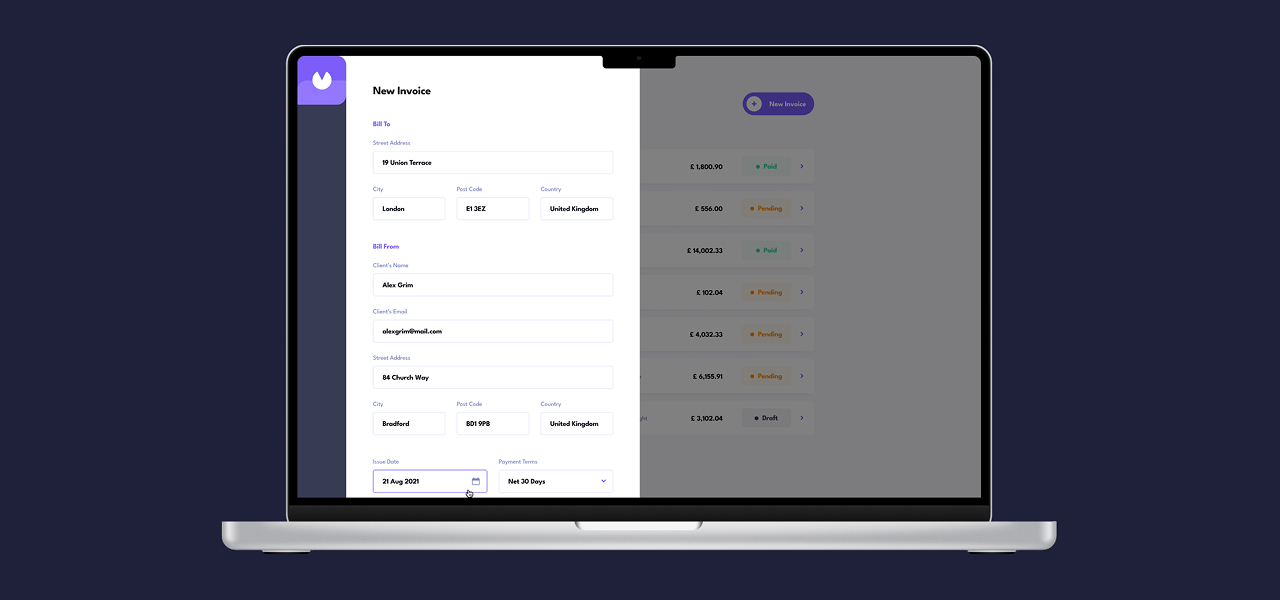 New Invoice
Bill To
Street Address
19 Union Terrace
City Post Code Country
London E1 3EZ United Kingdom
Bill From
Client's Name
Alex Grim
Client's Email
alexgrim@mail.com
Street Address
84 Church Way
City Post Code Country
Bradford BD1 9PB United Kingdom
Issue Date Payment Terms
21 Aug 2021 Net 30 Days
New Invoice
£ 1,800.90 Paid
£ 556.00 Pending
£ 14,002.33 Paid
£ 102.04 Pending
£ 4,032.33 Pending
£ 6,155.91 Pending
£ 3,102.04 Draft